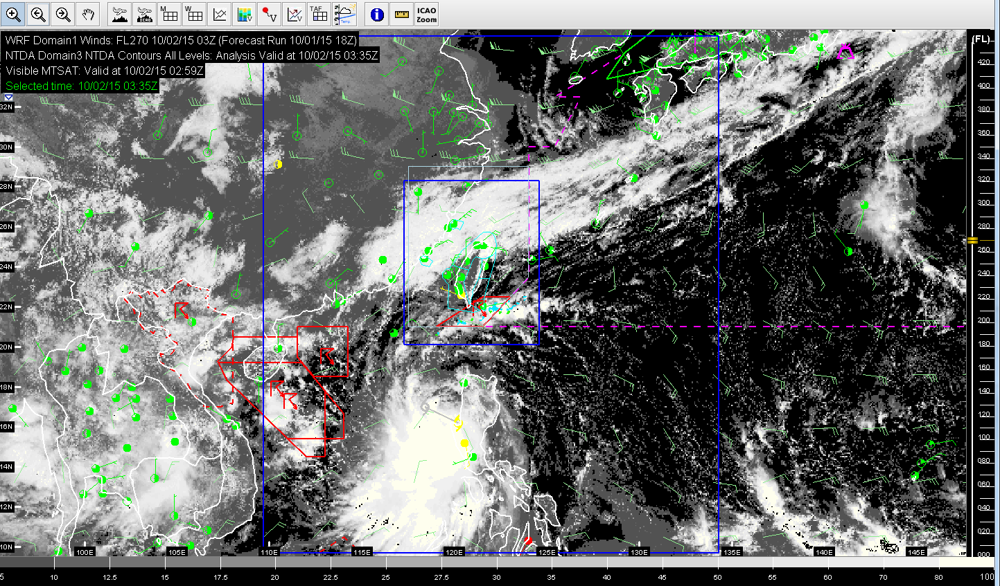 M
W
V
V
TAF
Temp.
ICAO
ICAO
Zoom
WRF Domain1 Winds: FL270 10/02/15 03Z (Forecast Run 10/01/15 18Z)
NTDA Domain3 NTDA Contours All Levels. Analysis Valid at 10/02/15 03:35Z
Visible MTSAT: Valid at 10/02/15 02:59Z
Selected time: 10/02/15 03:35Z
(FL)
420
400
380
360
340
320
300
280
260
240
220
200
180
160
140
120
100
080
060
040
020
000
32N
30N
28N
26N
24N
22N
20N
18N
16N
14N
12N
10N
100E 105E 110E 115E 120E 125E 130E 135E 140E 145E
5 10 12.5 15 17.5 20 22.5 25 27.5 30 35 40 45 50 55 60 70 80 100